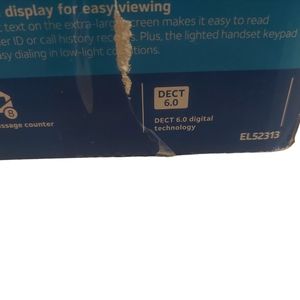 display for easy viewing
text on the extra-large screen makes it easy to read
ID or call history records. Plus, the lighted handset keypad
easy dialing in low-light conditions.
8
message counter
DECT
6.0
DECT 6.0 digital
technology
EL52313